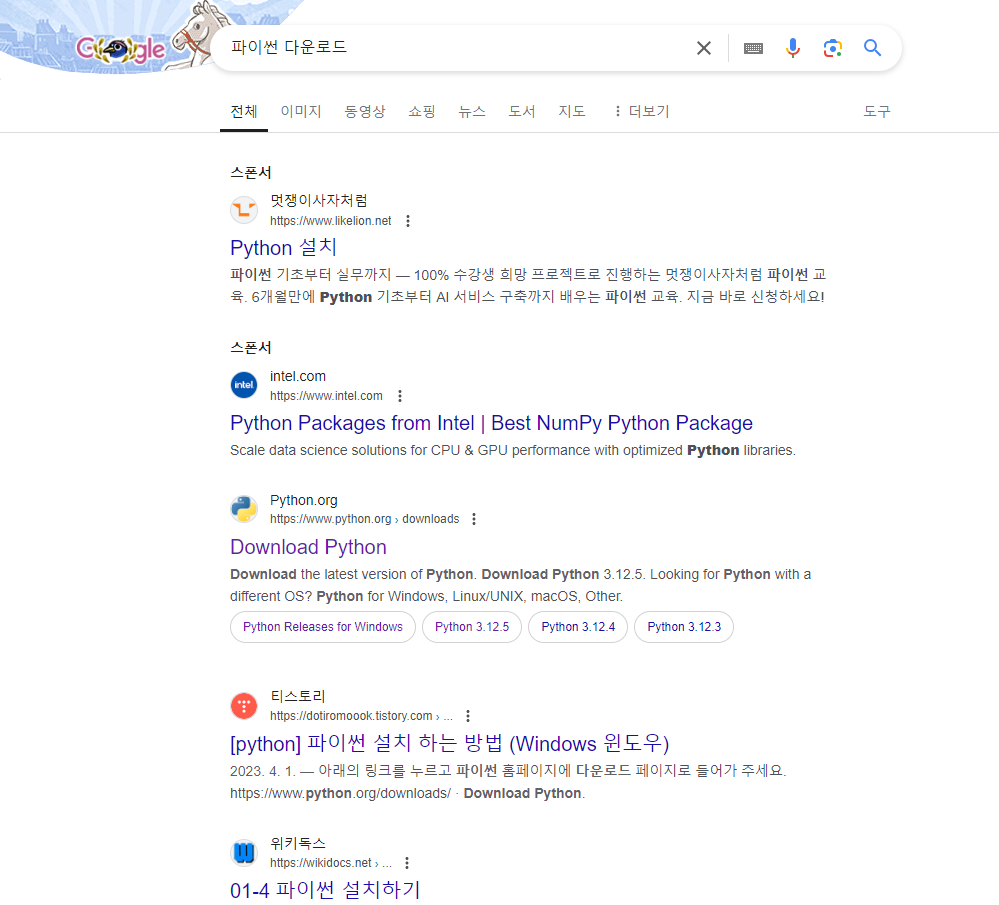 Google
파이썬 다운로드
전체 이미지 동영상 쇼핑 뉴스 도서 지도 더보기 도구
스폰서
멋쟁이사자처럼
https://www.likelion.net
Python 설치
파이썬 기초부터 실무까지 — 100% 수강생 희망 프로젝트로 진행하는 멋쟁이사자처럼 파이썬 교
육. 6개월만에 Python 기초부터 AI 서비스 구축까지 배우는 파이썬 교육. 지금 바로 신청하세요!
스폰서
intel
intel.com
https://www.intel.com
Python Packages from Intel | Best NumPy Python Package
Scale data science solutions for CPU & GPU performance with optimized Python libraries.
Python.org
https://www.python.org › downloads
Download Python
Download the latest version of Python. Download Python 3.12.5. Looking for Python with a
different OS? Python for Windows, Linux/UNIX, macOS, Other.
Python Releases for Windows Python 3.12.5 Python 3.12.4 Python 3.12.3
티스토리
https://dotiromoook.tistory.com › ...
[python] 파이썬 설치 하는 방법 (Windows 윈도우)
2023. 4. 1. — 아래의 링크를 누르고 파이썬 홈페이지에 다운로드 페이지로 들어가 주세요.
https://www.python.org/downloads/ · Download Python.
위키독스
https://wikidocs.net › ...
01-4 파이썬 설치하기